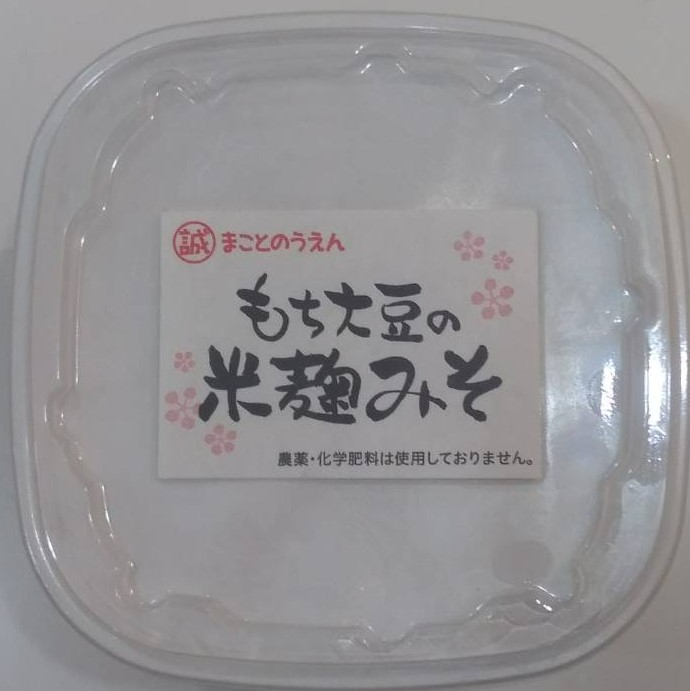 誠 まことのうえん
もち大豆の
米麹みそ
農薬・化学肥料は使用しておりません。